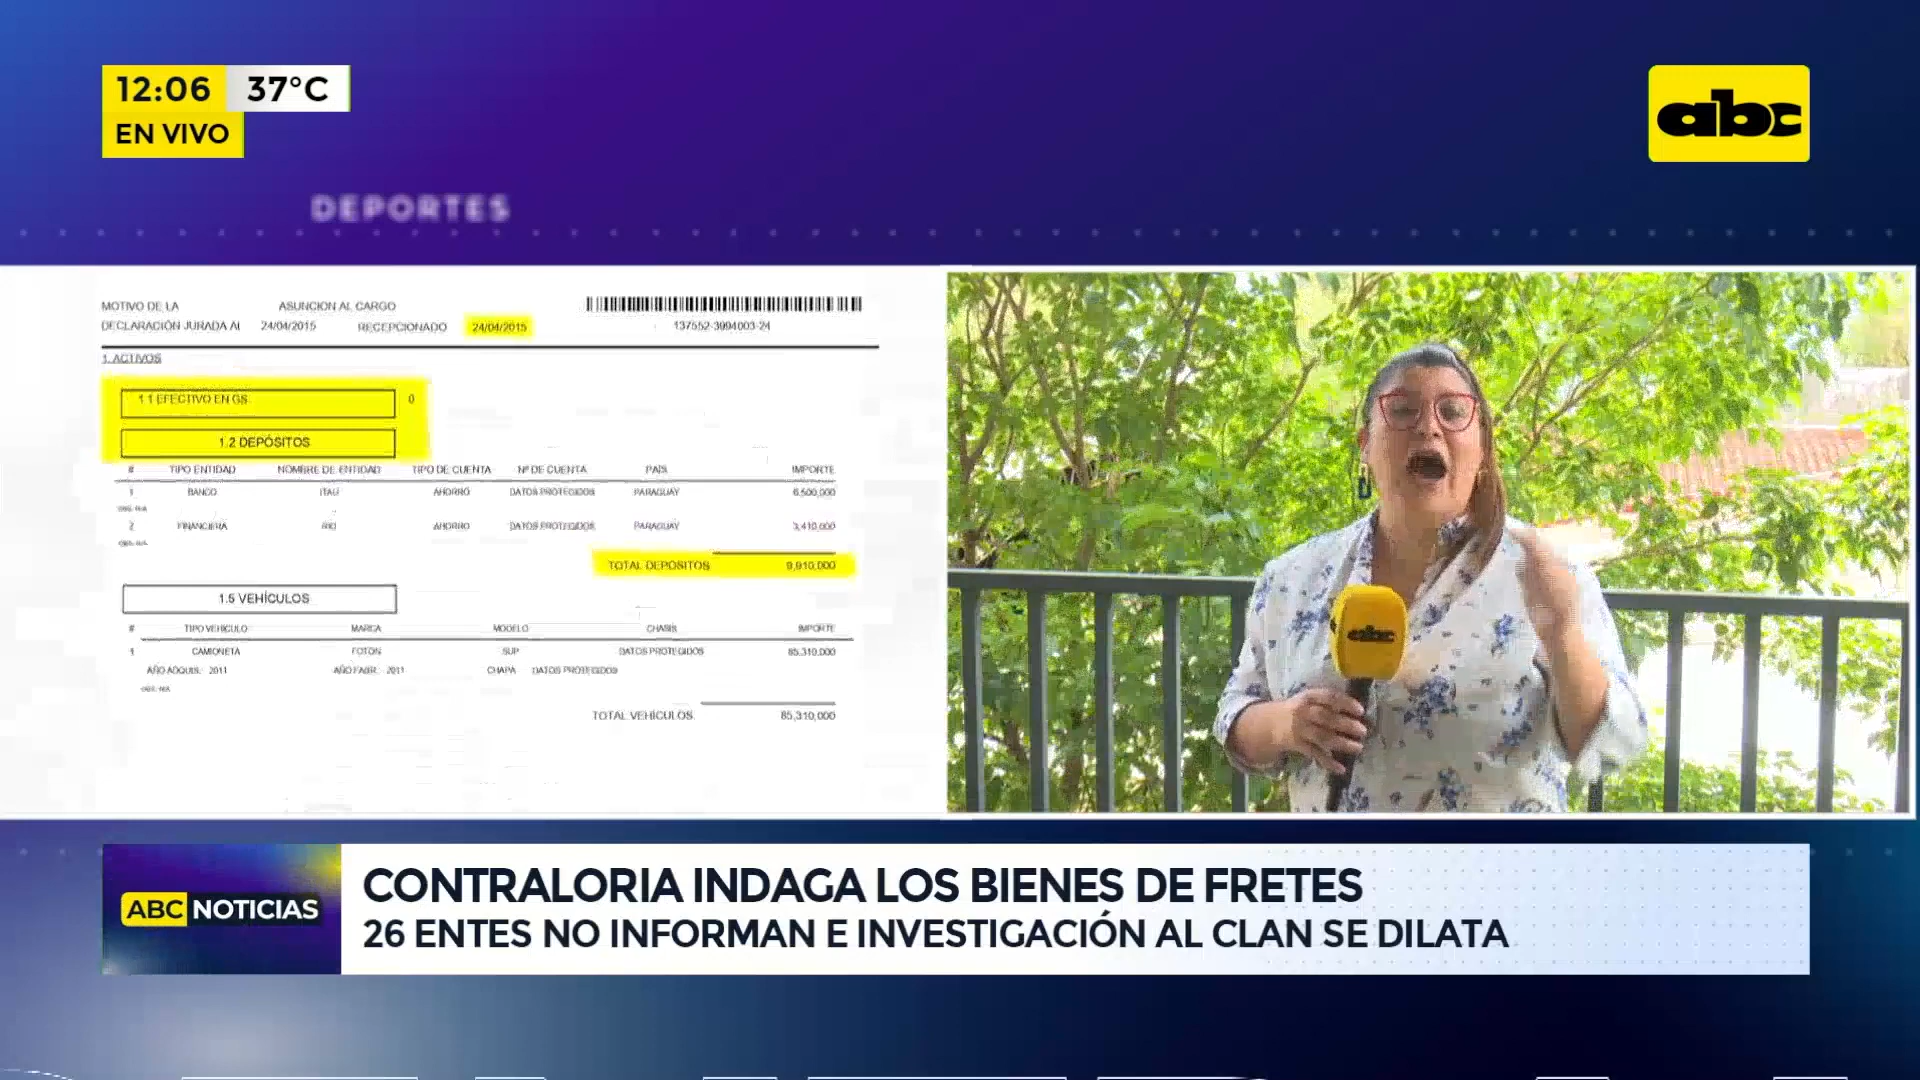 12:06 37°C
EN VIVO
abc
DEPORTES
MOTIVO DE LA ASUNCION AL CARGO
DECLARACIÓN JURADA AL 24/04/2015 RECEPCIONADO 24/04/2015 137552-3994003-24
1. ACTIVOS
1.1 EFECTIVO EN GS. 0
1.2 DEPÓSITOS
# TIPO ENTIDAD NOMBRE DE ENTIDAD TIPO DE CUENTA Nº DE CUENTA PAÍS IMPORTE
1 BANCO ITAU AHORRO DATOS PROTEGIDOS PARAGUAY 6,500,000
2 FINANCIERA RIO AHORRO DATOS PROTEGIDOS PARAGUAY 3,410,000
TOTAL DEPOSITOS 9,910,000
1.5 VEHÍCULOS
# TIPO VEHICULO MARCA MODELO CHASIS IMPORTE
1 CAMIONETA FOTON SUP DATOS PROTEGIDOS 85,310,000
AÑO ADQUIS.: 2011 AÑO FABR.: 2011 CHAPA DATOS PROTEGIDOS
TOTAL VEHÍCULOS 85,310,000
abc
ABC NOTICIAS
CONTRALORIA INDAGA LOS BIENES DE FRETES
26 ENTES NO INFORMAN E INVESTIGACIÓN AL CLAN SE DILATA